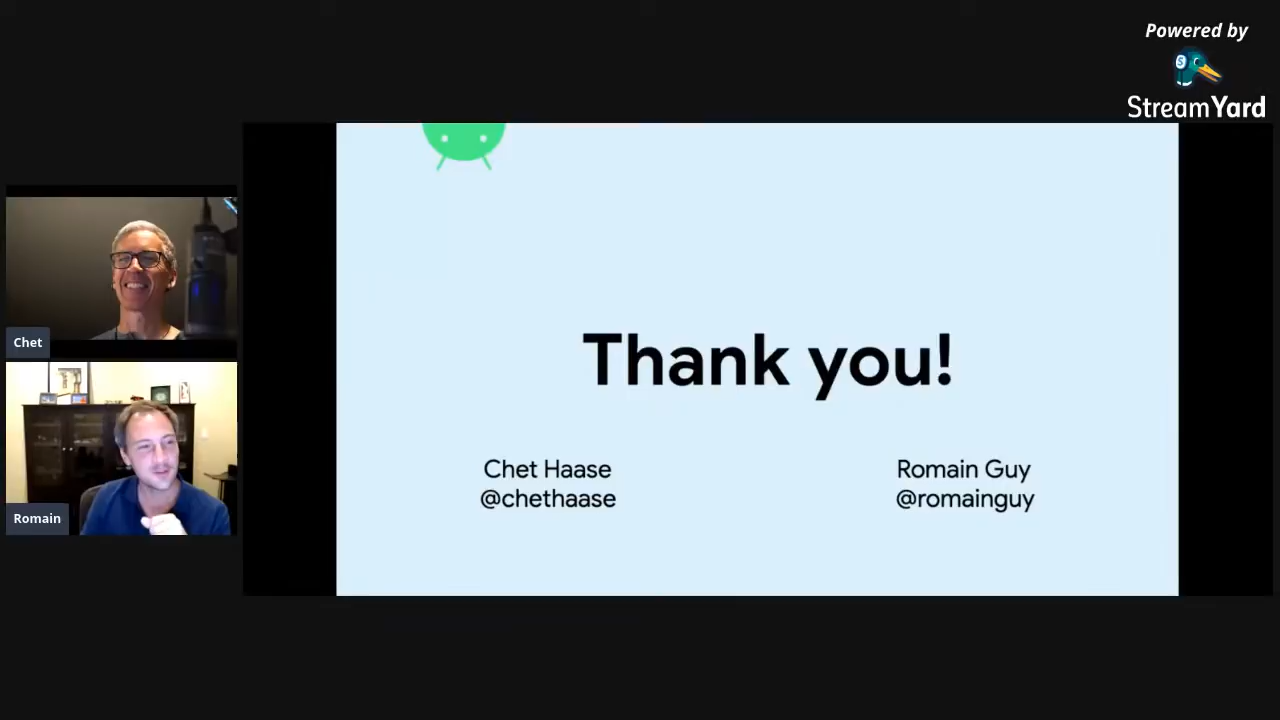 Powered by
S
StreamYard
Chet
Romain
Thank you!
Chet Haase
@chethaase
Romain Guy
@romainguy